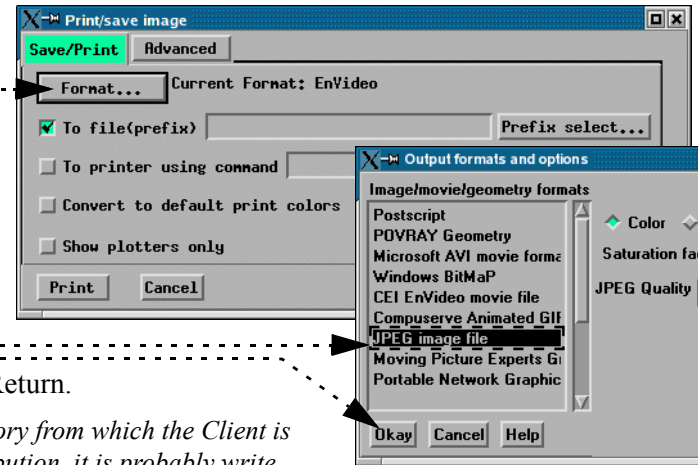 Print/save image
Save/Print Advanced
Format... Current Format: EnVideo
To file(prefix) Prefix select...
To printer using command
Convert to default print colors
Show plotters only
Print Cancel
Output formats and options
Image/movie/geometry formats
Postscript
POVRAY Geometry
Microsoft AVI movie forma
Windows BitMaP
CEI EnVideo movie file
Compuserve Animated GIF
JPEG image file
Moving Picture Experts Gr
Portable Network Graphic
Color
Saturation fa
JPEG Quality
Okay Cancel Help
Return.
ory from which the Client is
bution, it is probably write